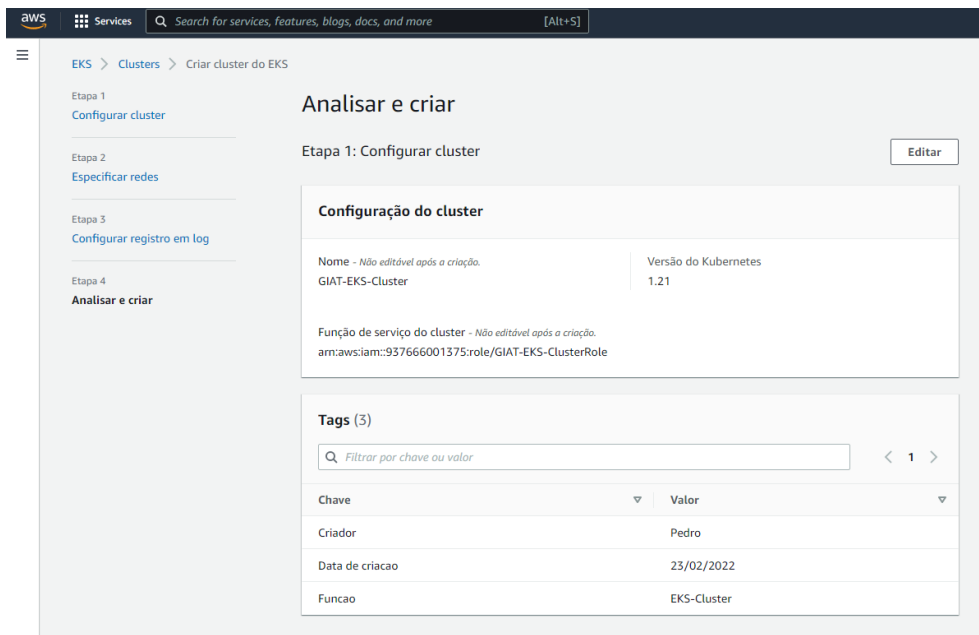 aws
Services
Search for services, features, blogs, docs, and more
[Alt+S]
EKS > Clusters > Criar cluster do EKS
Etapa 1
Configurar cluster
Etapa 2
Especificar redes
Etapa 3
Configurar registro em log
Etapa 4
Analisar e criar
Analisar e criar
Etapa 1: Configurar cluster
Editar
Configuração do cluster
Nome - Não editável após a criação.
GIAT-EKS-Cluster
Versão do Kubernetes
1.21
Função de serviço do cluster - Não editável após a criação.
arn:aws:iam::937666001375:role/GIAT-EKS-ClusterRole
Tags (3)
Filtrar por chave ou valor
< 1 >
Chave Valor
Criador Pedro
Data de criacao 23/02/2022
Funcao EKS-Cluster